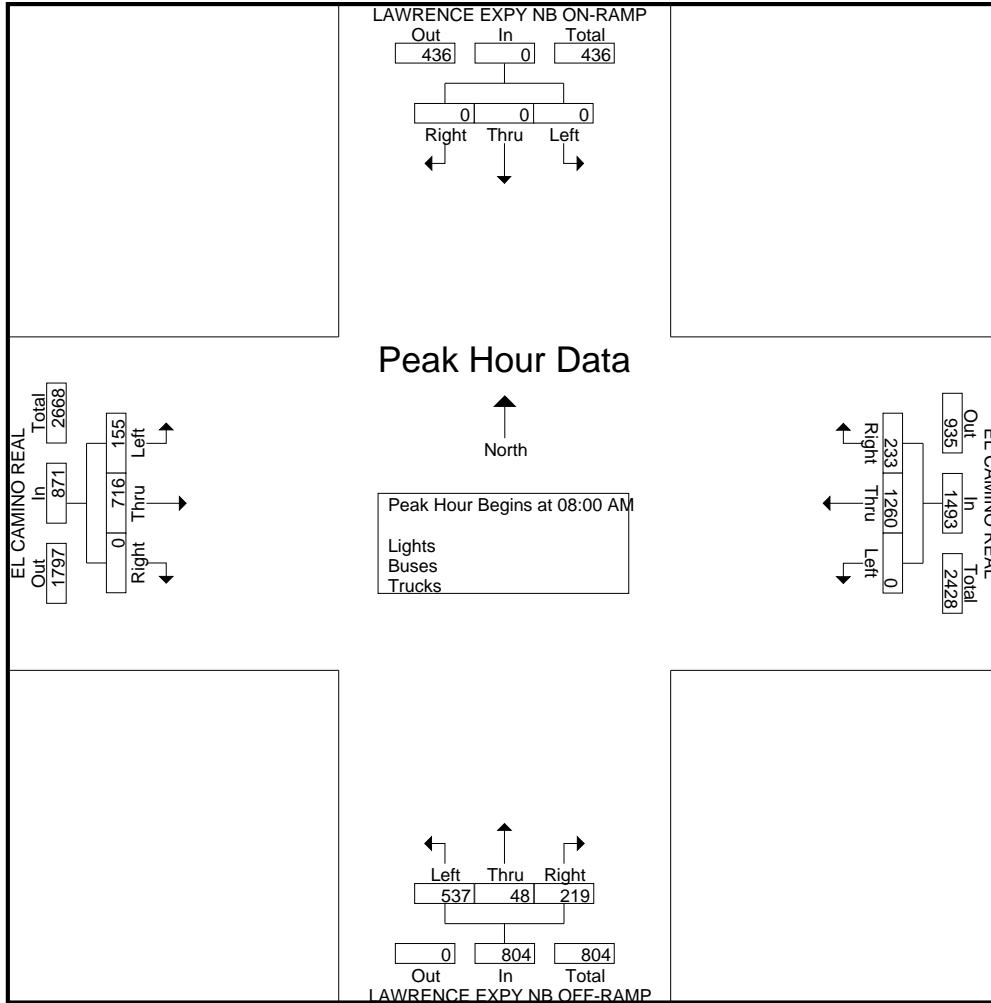 LAWRENCE EXPY NB ON-RAMP
Out In Total
436 0 436
0 0 0
Right Thru Left
Peak Hour Data
North
Peak Hour Begins at 08:00 AM
Lights
Buses
Trucks
EL CAMINO REAL
Total In Out
2668 871 1797
155 716 0
Left Thru Right
EL CAMINO REAL
Out In Total
935 1493 2428
233 1260 0
Right Thru Left
Left Thru Right
537 48 219
0 804 804
Out In Total
LAWRENCE EXPY NB OFF-RAMP